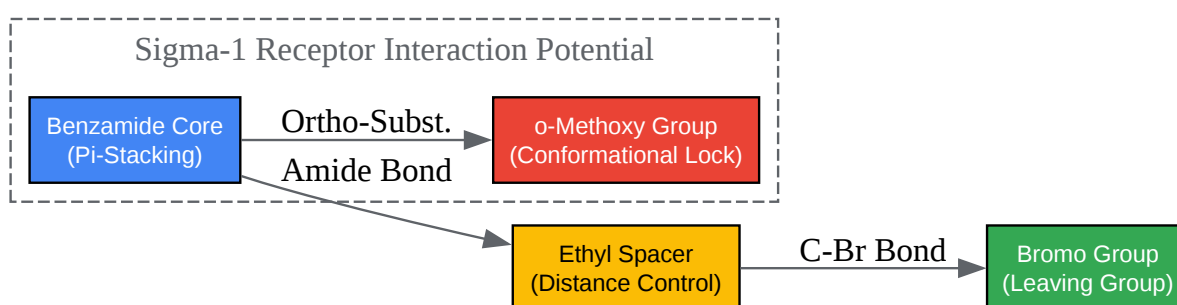 Sigma-1 Receptor Interaction Potential
Benzamide Core
(Pi-Stacking)
Ortho-Subst.
o-Methoxy Group
(Conformational Lock)
Amide Bond
Ethyl Spacer
(Distance Control)
C-Br Bond
Bromo Group
(Leaving Group)